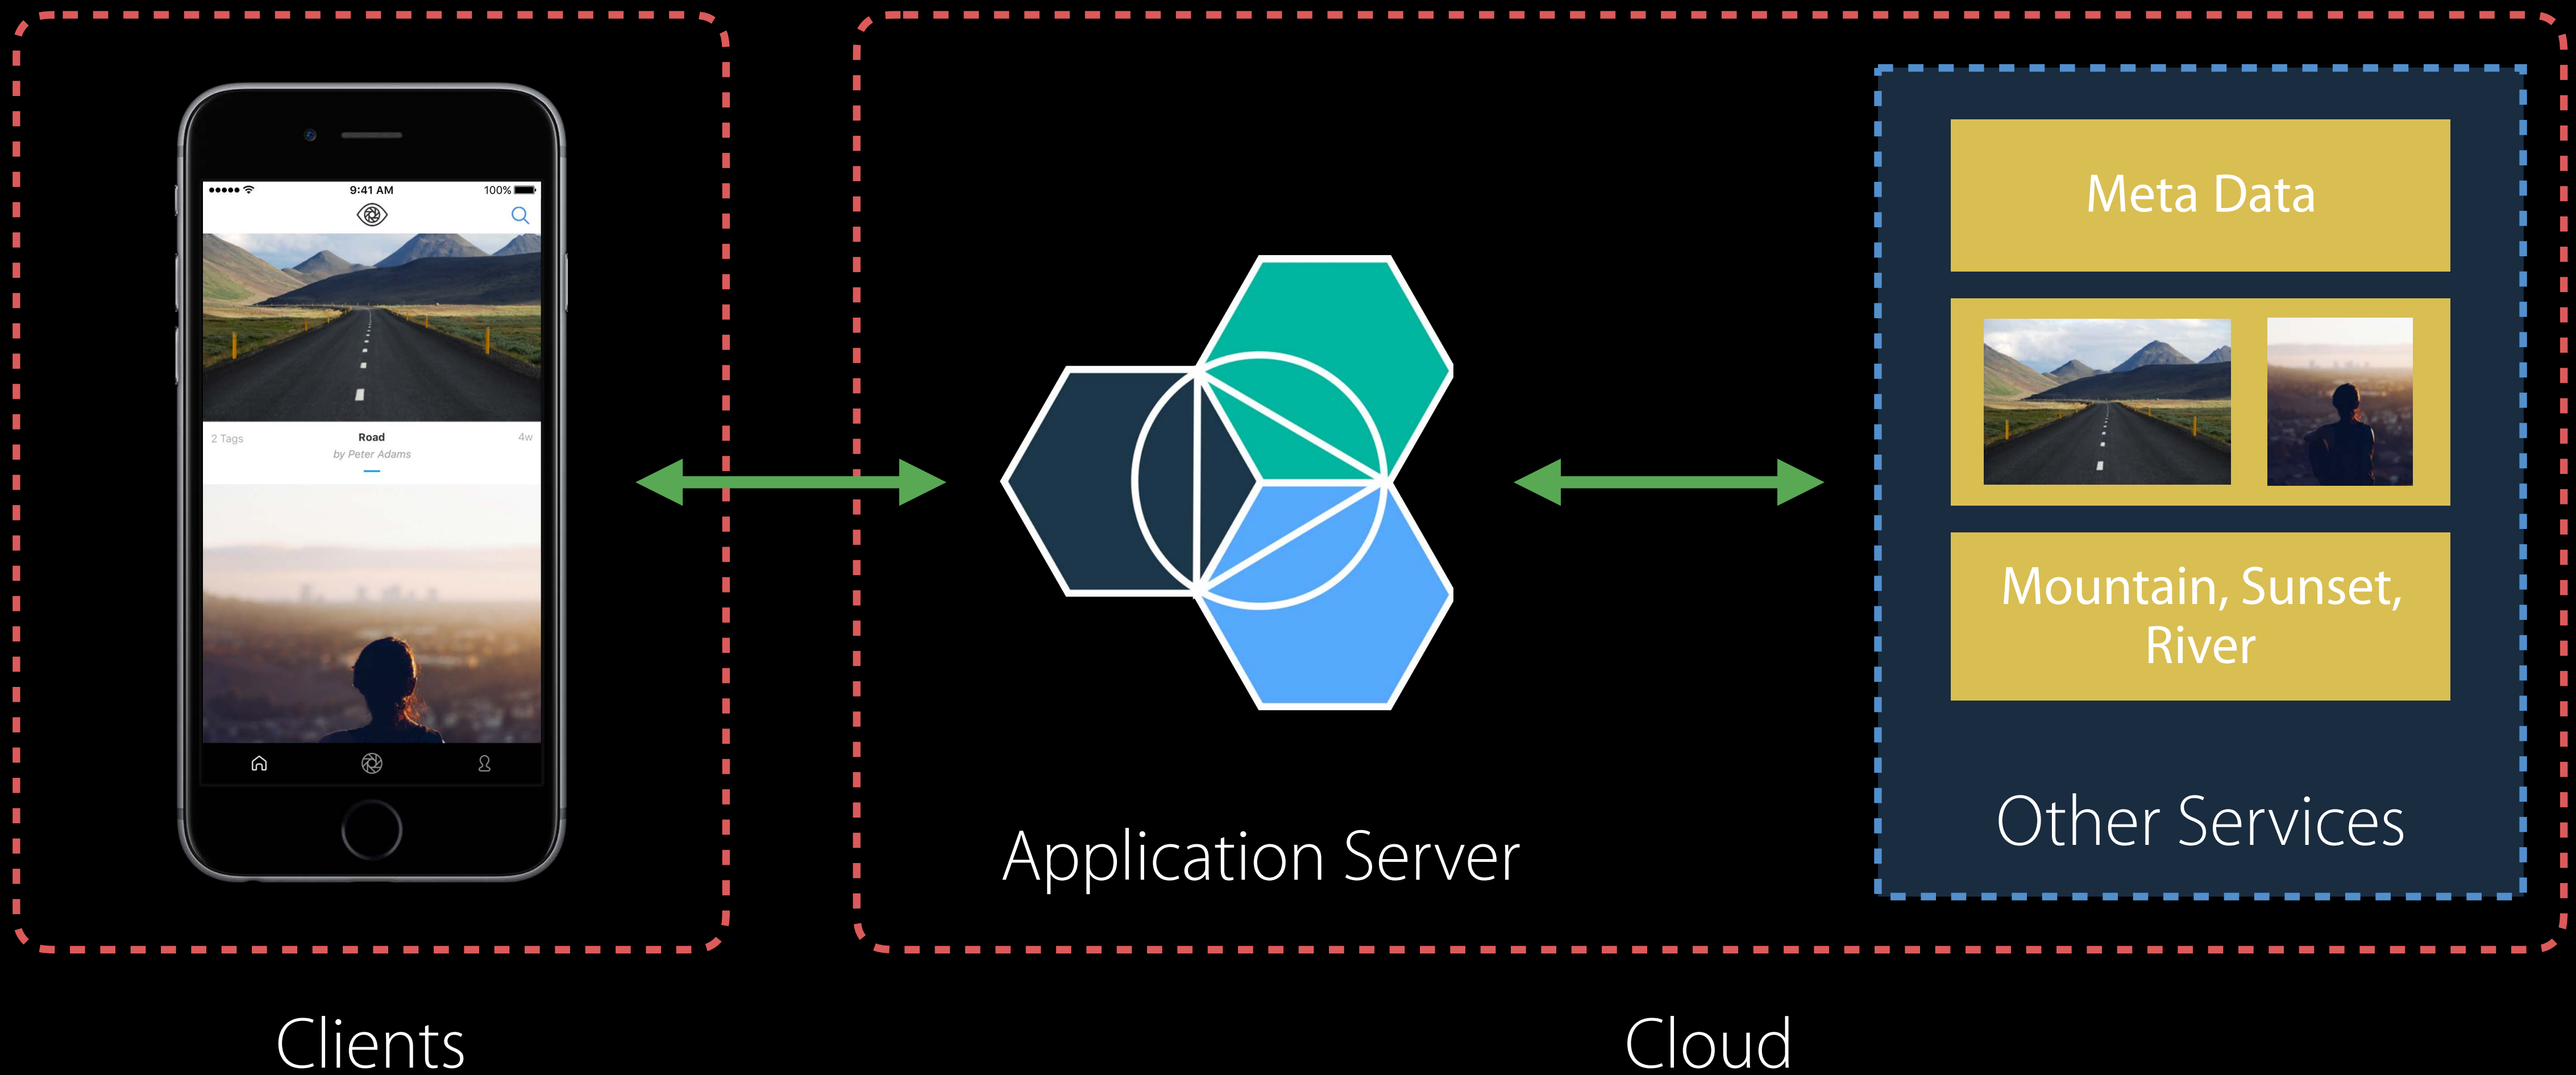 9:41 AM
100%
2 Tags
Road
4w
by Peter Adams
Application Server
Meta Data
Mountain, Sunset,
River
Other Services
Clients
Cloud